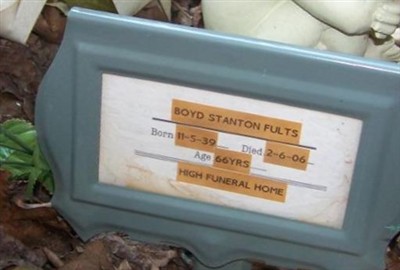 BOYD STANTON FULTS
Born 11-5-39 Died 2-6-06
Age 66YRS
HIGH FUNERAL HOME